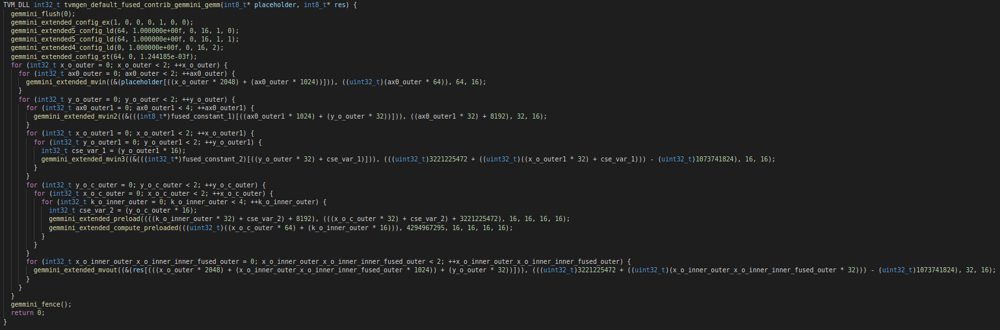 TVM_DLL int32_t tvmgen_default_fused_contrib_gemmini_gemm(int8_t* placeholder, int8_t* res) {
  gemmini_flush(0);
  gemmini_extended_config_ex(1, 0, 0, 0, 1, 0, 0);
  gemmini_extended5_config_ld(64, 1.000000e+00f, 0, 16, 1, 0);
  gemmini_extended5_config_ld(64, 1.000000e+00f, 0, 16, 1, 1);
  gemmini_extended4_config_ld(0, 1.000000e+00f, 0, 16, 2);
  gemmini_extended_config_st(64, 0, 1.244185e-03f);
  for (int32_t x_o_outer = 0; x_o_outer < 2; ++x_o_outer) {
    for (int32_t ax0_outer = 0; ax0_outer < 2; ++ax0_outer) {
      gemmini_extended_mvin((&(placeholder[((x_o_outer * 2048) + (ax0_outer * 1024))])), ((uint32_t)(ax0_outer * 64)), 64, 16);
    }
    for (int32_t y_o_outer = 0; y_o_outer < 2; ++y_o_outer) {
      for (int32_t ax0_outer1 = 0; ax0_outer1 < 4; ++ax0_outer1) {
        gemmini_extended_mvin2((&(((int8_t*)fused_constant_1)[((ax0_outer1 * 1024) + (y_o_outer * 32))])), ((ax0_outer1 * 32) + 8192), 32, 16);
      }
      for (int32_t x_o_outer1 = 0; x_o_outer1 < 2; ++x_o_outer1) {
        for (int32_t y_o_outer1 = 0; y_o_outer1 < 2; ++y_o_outer1) {
          int32_t cse_var_1 = (y_o_outer1 * 16);
          gemmini_extended_mvin3((&(((int32_t*)fused_constant_2)[((y_o_outer * 32) + cse_var_1)])), (((uint32_t)3221225472 + ((uint32_t)((x_o_outer1 * 32) + cse_var_1))) - (uint32_t)1073741824), 16, 16);
        }
      }
      for (int32_t y_o_c_outer = 0; y_o_c_outer < 2; ++y_o_c_outer) {
        for (int32_t x_o_c_outer = 0; x_o_c_outer < 2; ++x_o_c_outer) {
          for (int32_t k_o_inner_outer = 0; k_o_inner_outer < 4; ++k_o_inner_outer) {
            int32_t cse_var_2 = (y_o_c_outer * 16);
            gemmini_extended_preload((((k_o_inner_outer * 32) + cse_var_2) + 8192), (((x_o_c_outer * 32) + cse_var_2) + 3221225472), 16, 16, 16, 16);
            gemmini_extended_compute_preloaded(((uint32_t)((x_o_c_outer * 64) + (k_o_inner_outer * 16))), 4294967295, 16, 16, 16, 16);
          }
        }
      }
      for (int32_t x_o_inner_outer_x_o_inner_inner_fused_outer = 0; x_o_inner_outer_x_o_inner_inner_fused_outer < 2; ++x_o_inner_outer_x_o_inner_inner_fused_outer) {
        gemmini_extended_mvout((&(res[(((x_o_outer * 2048) + (x_o_inner_outer_x_o_inner_inner_fused_outer * 1024)) + (y_o_outer * 32))])), (((uint32_t)3221225472 + ((uint32_t)(x_o_inner_outer_x_o_inner_inner_fused_outer * 32))) - (uint32_t)1073741824), 32, 16);
      }
    }
  }
  gemmini_fence();
  return 0;
}